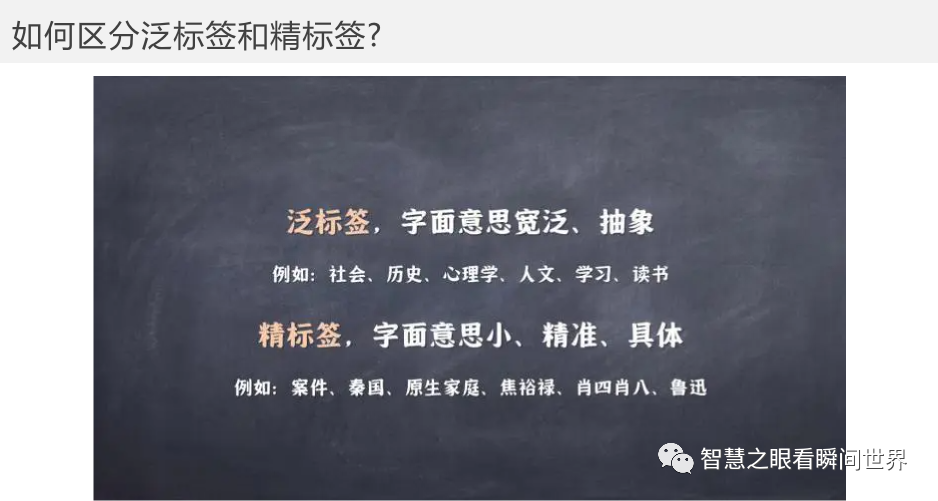 如何区分泛标签和精标签?
泛标签，字面意思宽泛、抽象
例如：社会、历史、心理学、人文、学习、读书
精标签，字面意思小、精准、具体
例如：案件、秦国、原生家庭、焦裕禄、肖四肖八、鲁迅
智慧之眼看瞬间世界